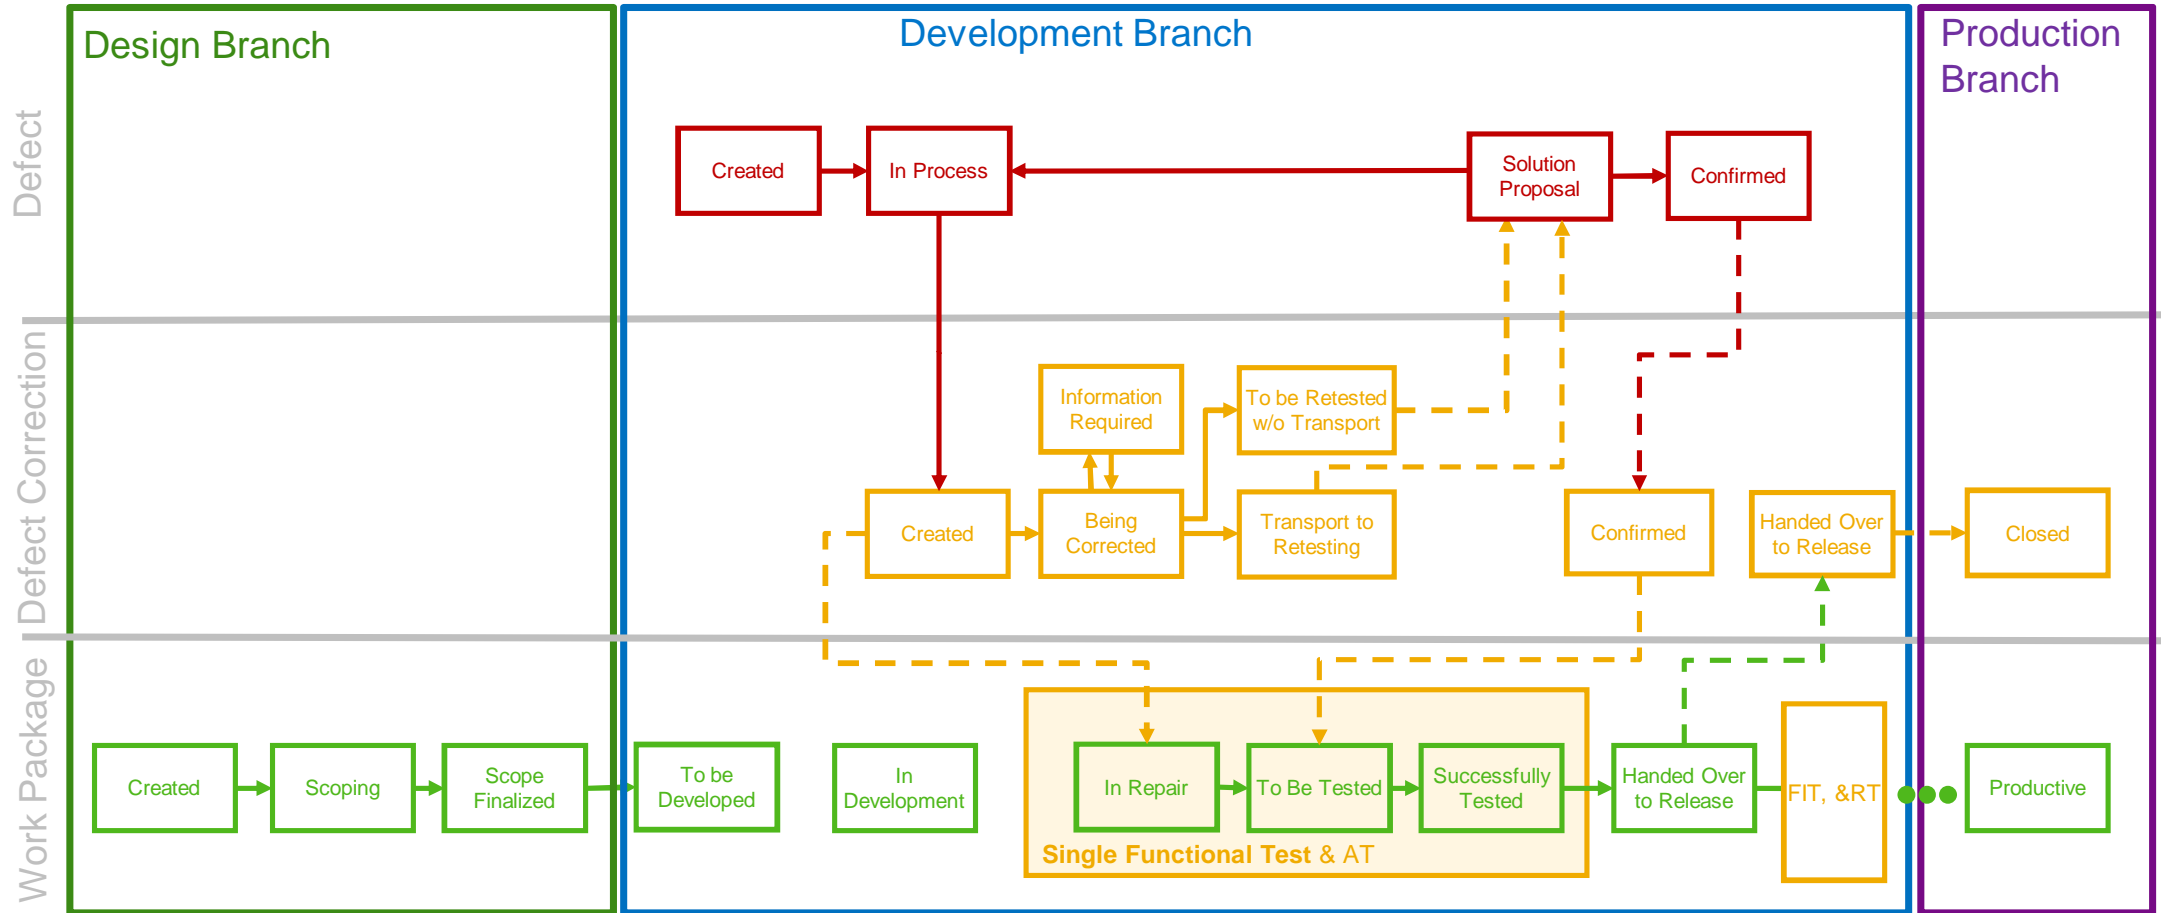 Design Branch
Development Branch
Production
Branch
Defect
Created
In Process
Solution
Proposal
Confirmed
Defect Correction
Information
Required
To be Retested
w/o Transport
Created
Being
Corrected
Transport to
Retesting
Confirmed
Handed Over
to Release
Closed
Work Package
Created
Scoping
Scope
Finalized
To be
Developed
In
Development
In Repair
To Be Tested
Successfully
Tested
Handed Over
to Release
FIT, &RT
Productive
Single Functional Test & AT